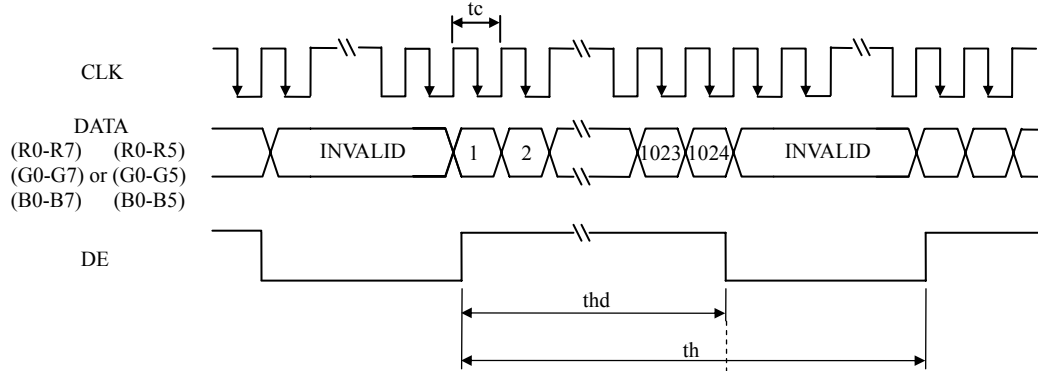 tc
CLK
DATA
(R0-R7) (R0-R5)
(G0-G7) or (G0-G5)
(B0-B7) (B0-B5)
INVALID 1 2 1023 1024 INVALID
DE
thd
th